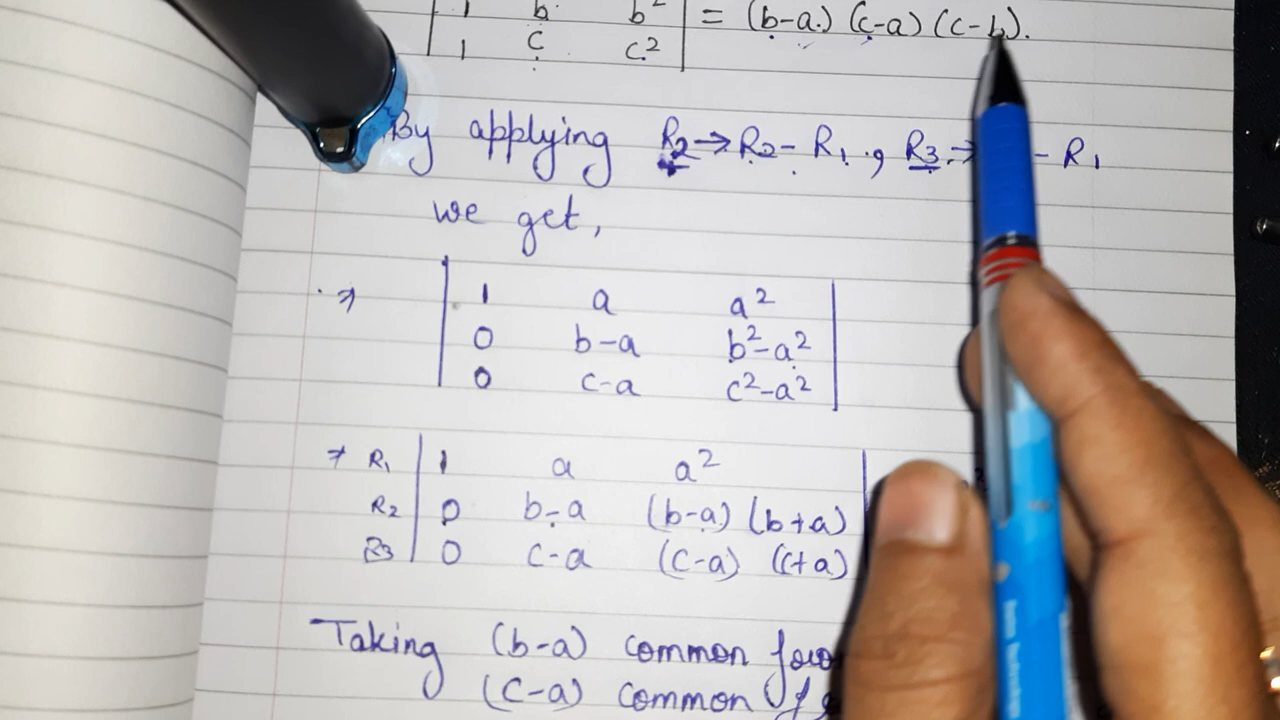 1 b b² = (b-a) (c-a) (c-b).
1 c c²
By applying R2→R2-R1, R3→ - R1
we get,
⇒ 1 a a²
0 b-a b²-a²
0 c-a c²-a²
⇒ R1 1 a a²
R2 0 b-a (b-a) (b+a)
R3 0 c-a (c-a) (c+a)
Taking (b-a) common
(c-a) common